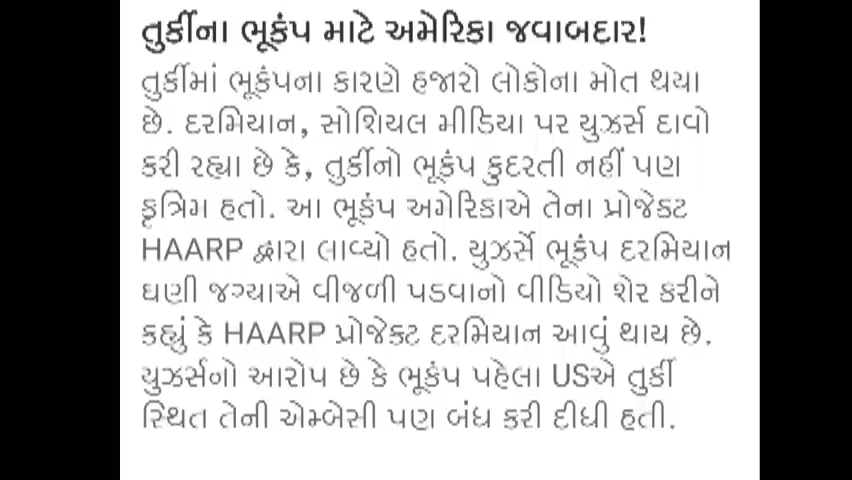 તુર્કીના ભૂકંપ માટે અમેરિકા જવાબદાર!
તુર્કીમાં ભૂકંપના કારણે હજારો લોકોના મોત થયા
છે. દરમિયાન, સોશિયલ મીડિયા પર યુઝર્સ દાવો
કરી રહ્યા છે કે, તુર્કીનો ભૂકંપ કુદરતી નહીં પણ
કૃત્રિમ હતો. આ ભૂકંપ અમેરિકાએ તેના પ્રોજેક્ટ
HAARP દ્વારા લાવ્યો હતો. યુઝર્સે ભૂકંપ દરમિયાન
ઘણી જગ્યાએ વીજળી પડવાનો વીડિયો શેર કરીને
કહ્યું કે HAARP પ્રોજેક્ટ દરમિયાન આવું થાય છે.
યુઝર્સનો આરોપ છે કે ભૂકંપ પહેલા USએ તુર્કી
સ્થિત તેની એમ્બેસી પણ બંધ કરી દીધી હતી.